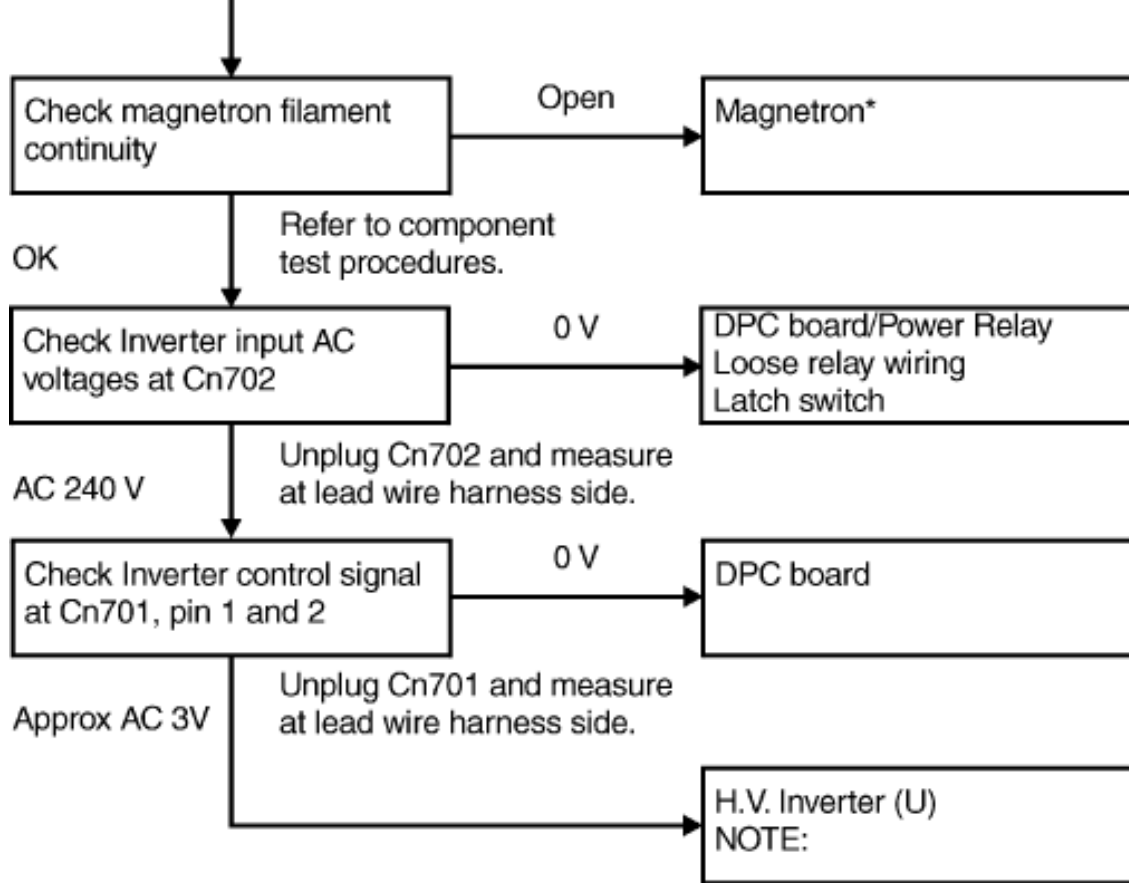 Check magnetron filament
continuity
Open
Magnetron*
OK
Refer to component
test procedures.
Check Inverter input AC
voltages at Cn702
0 V
DPC board/Power Relay
Loose relay wiring
Latch switch
AC 240 V
Unplug Cn702 and measure
at lead wire harness side.
Check Inverter control signal
at Cn701, pin 1 and 2
0 V
DPC board
Approx AC 3V
Unplug Cn701 and measure
at lead wire harness side.
H.V. Inverter (U)
NOTE: